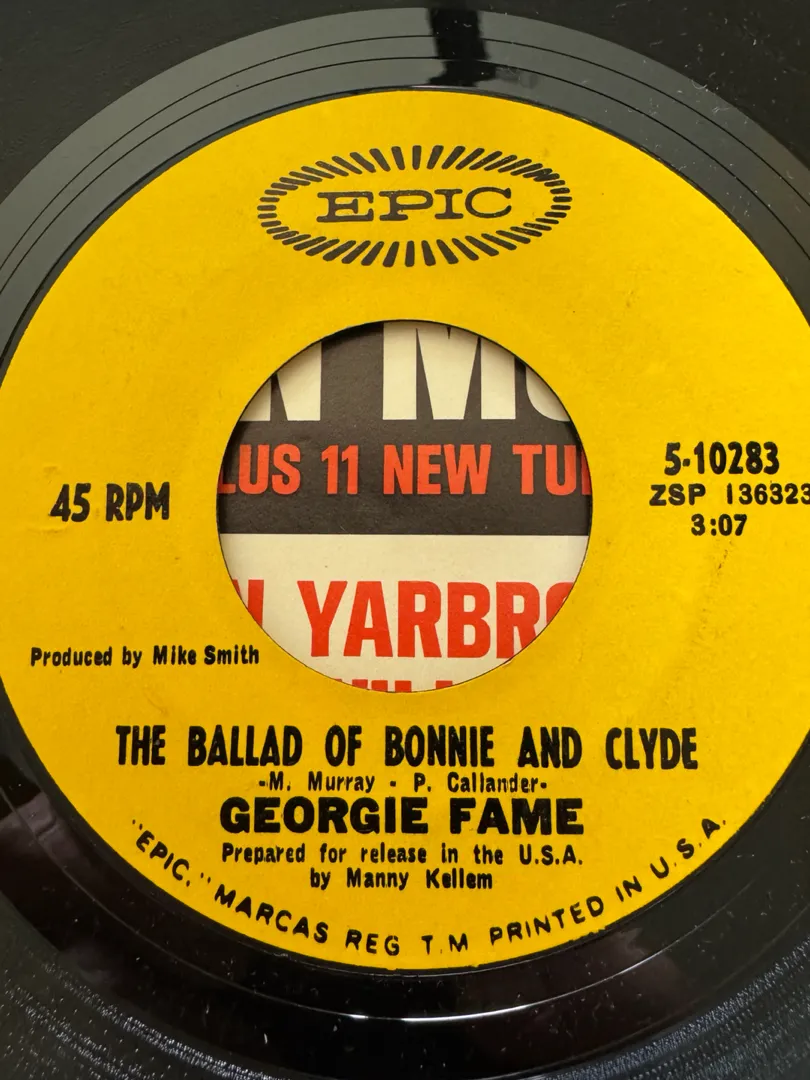 EPIC
45 RPM
5-10283
ZSP 136323
3:07
Produced by Mike Smith
THE BALLAD OF BONNIE AND CLYDE
-M. Murray - P. Callander-
GEORGIE FAME
Prepared for release in the U.S.A.
by Manny Kellem
"EPIC." MARCAS REG T.M PRINTED IN U.S.A.
LUS 11 NEW TU
YARBRO